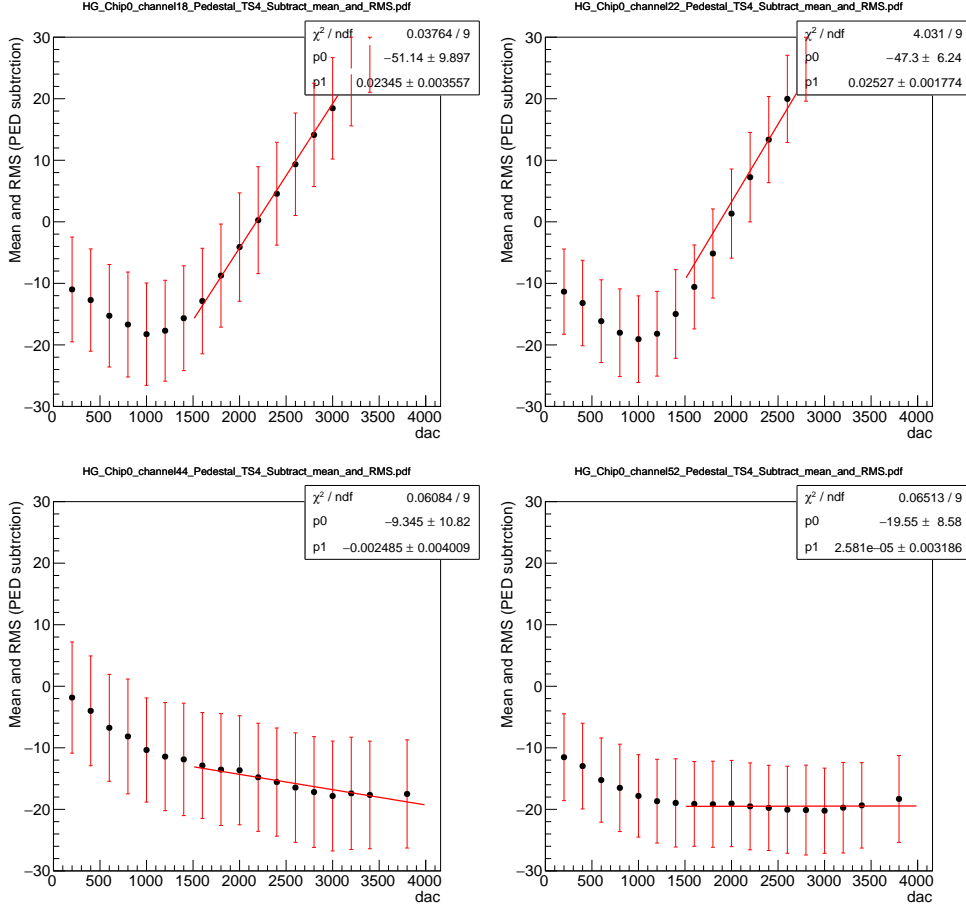 HG_Chip0_channel18_Pedestal_TS4_Subtract_mean_and_RMS.pdf
χ² / ndf 0.03764 / 9
p0 −51.14 ± 9.897
p1 0.02345 ± 0.003557
Mean and RMS (PED subtrction)
30
20
10
0
−10
−20
−30
0 500 1000 1500 2000 2500 3000 3500 4000
dac
HG_Chip0_channel22_Pedestal_TS4_Subtract_mean_and_RMS.pdf
χ² / ndf 4.031 / 9
p0 −47.3 ± 6.24
p1 0.02527 ± 0.001774
Mean and RMS (PED subtrction)
30
20
10
0
−10
−20
−30
0 500 1000 1500 2000 2500 3000 3500 4000
dac
HG_Chip0_channel44_Pedestal_TS4_Subtract_mean_and_RMS.pdf
χ² / ndf 0.06084 / 9
p0 −9.345 ± 10.82
p1 −0.002485 ± 0.004009
Mean and RMS (PED subtrction)
30
20
10
0
−10
−20
−30
0 500 1000 1500 2000 2500 3000 3500 4000
dac
HG_Chip0_channel52_Pedestal_TS4_Subtract_mean_and_RMS.pdf
χ² / ndf 0.06513 / 9
p0 −19.55 ± 8.58
p1 2.581e−05 ± 0.003186
Mean and RMS (PED subtrction)
30
20
10
0
−10
−20
−30
0 500 1000 1500 2000 2500 3000 3500 4000
dac